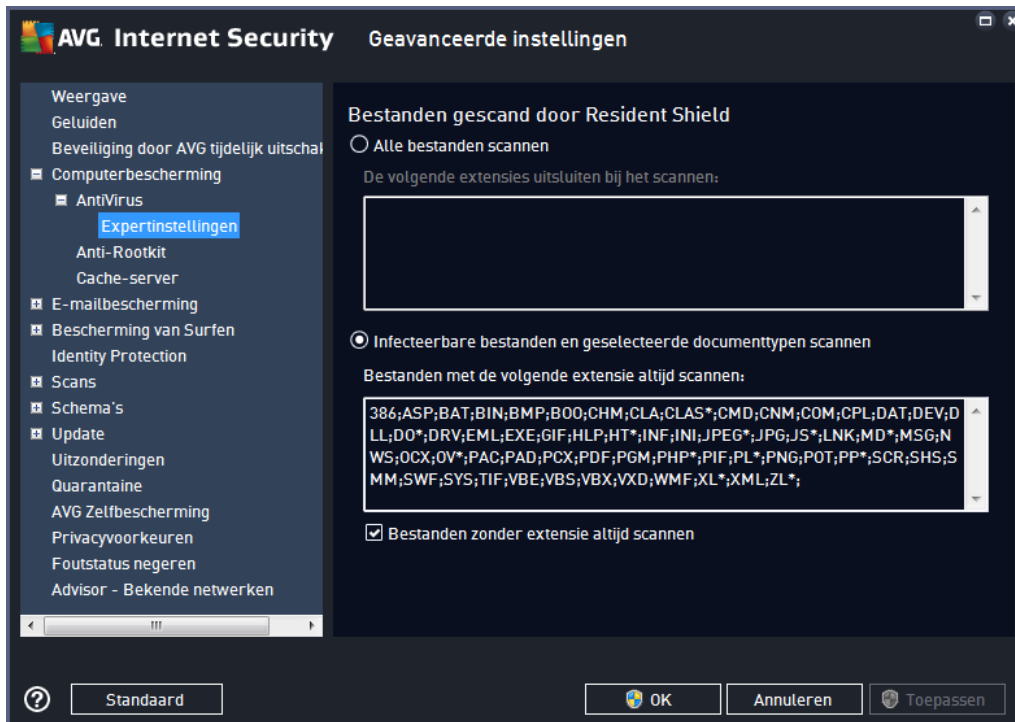 AVG. Internet Security
Geavanceerde instellingen
Weergave
Geluiden
Beveiliging door AVG tijdelijk uitschak
Computerbescherming
AntiVirus
Expertinstellingen
Anti-Rootkit
Cache-server
E-mailbescherming
Bescherming van Surfen
Identity Protection
Scans
Schema's
Update
Uitzonderingen
Quarantaine
AVG Zelfbescherming
Privacyvoorkeuren
Foutstatus negeren
Advisor - Bekende netwerken
Bestanden gescand door Resident Shield
Alle bestanden scannen
De volgende extensies uitsluiten bij het scannen:
Infecteerbare bestanden en geselecteerde documenttypen scannen
Bestanden met de volgende extensie altijd scannen:
386;ASP;BAT;BIN;BMP;BOO;CHM;CLA;CLAS*;CMD;CNM;COM;CPL;DAT;DEV;D
LL;DO*;DRV;EML;EXE;GIF;HLP;HT*;INF;INI;JPEG*;JPG;JS*;LNK;MD*;MSG;N
WS;OCX;OV*;PAC;PAD;PCX;PDF;PGM;PHP*;PIF;PL*;PNG;POT;PP*;SCR;SHS;S
MM;SWF;SYS;TIF;VBE;VBS;VBX;VXD;WMF;XL*;XML;ZL*;
Bestanden zonder extensie altijd scannen
?
Standaard
OK
Annuleren
Toepassen